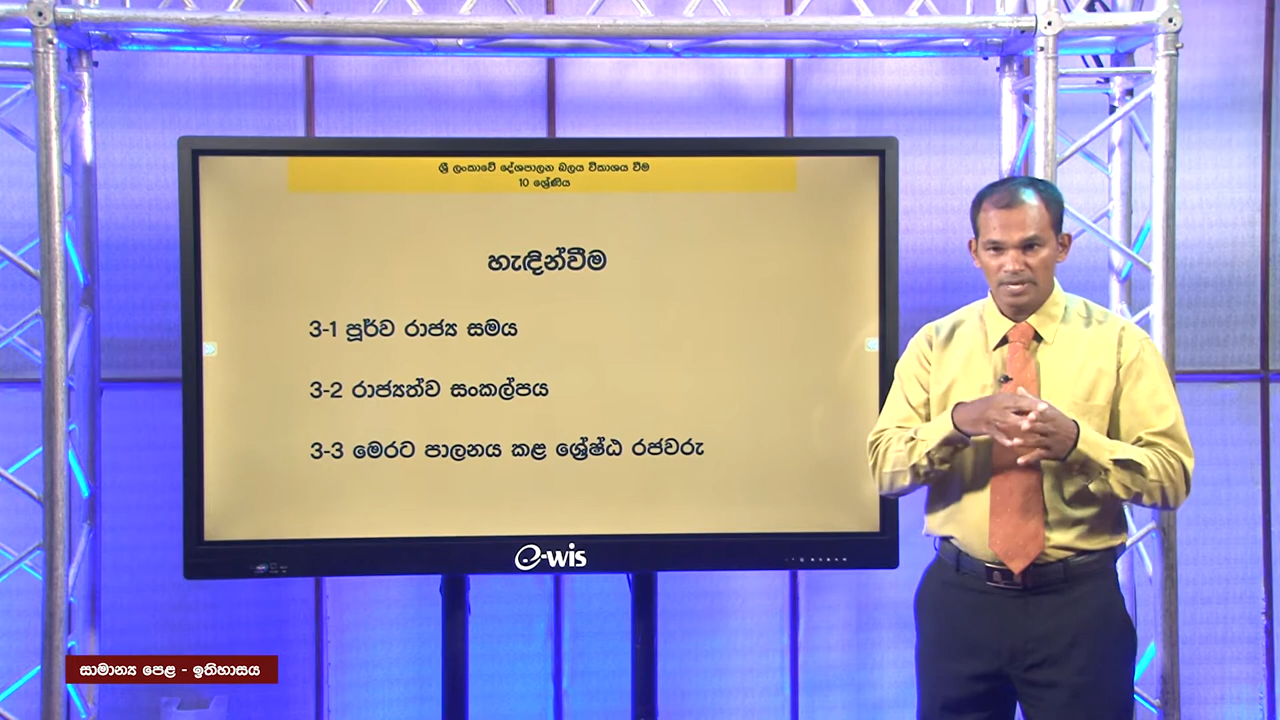 ශ්‍රී ලංකාවේ දේශපාලන බලය විකාශය වීම
10 ශ්‍රේණිය
හැඳින්වීම
3-1 පූර්ව රාජ්‍ය සමය
3-2 රාජ්‍යත්ව සංකල්පය
3-3 මෙරට පාලනය කළ ශ්‍රේෂ්ඨ රජවරු
e-wis
සාමාන්‍ය පෙළ - ඉතිහාසය